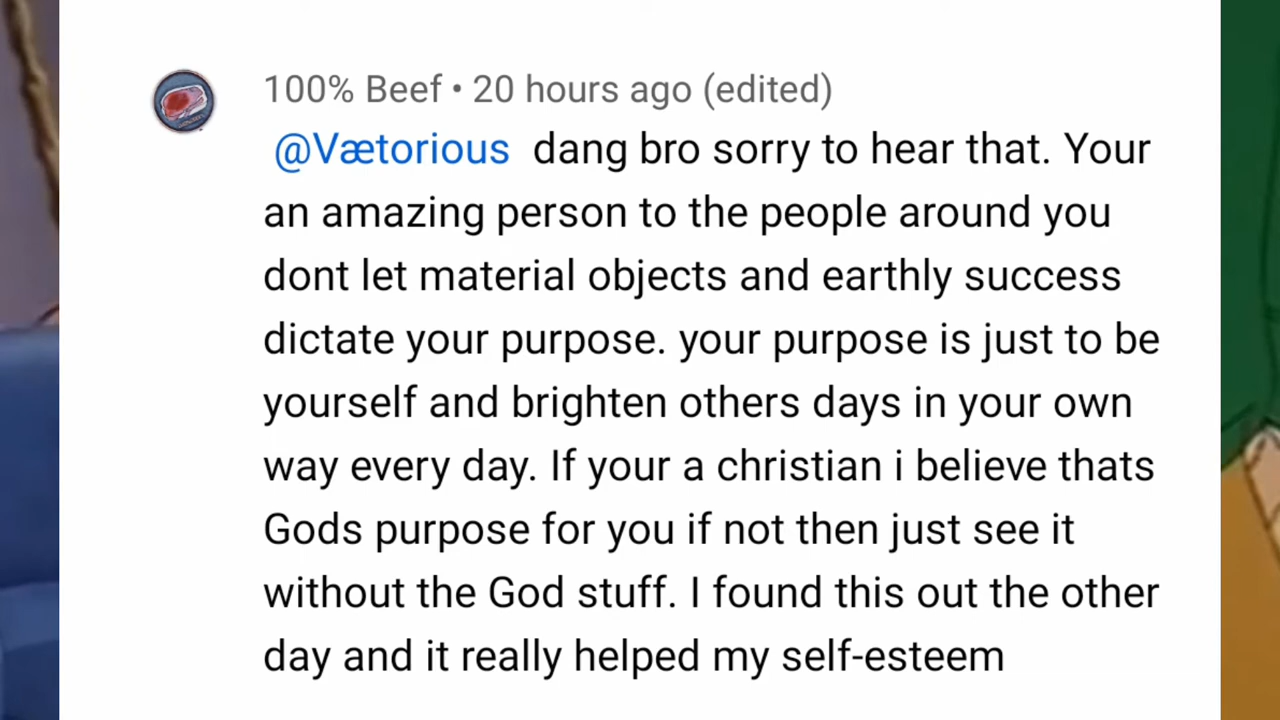 100% Beef • 20 hours ago (edited)
@Vætorious dang bro sorry to hear that. Your
an amazing person to the people around you
dont let material objects and earthly success
dictate your purpose. your purpose is just to be
yourself and brighten others days in your own
way every day. If your a christian i believe thats
Gods purpose for you if not then just see it
without the God stuff. I found this out the other
day and it really helped my self-esteem